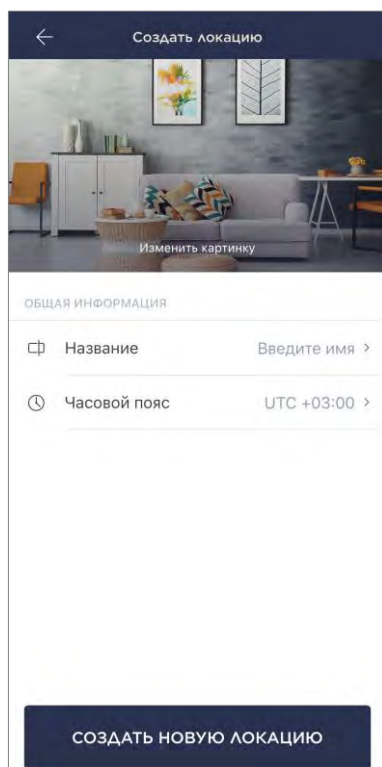 Создать локацию
Изменить картинку
ОБЩАЯ ИНФОРМАЦИЯ
Название Введите имя
Часовой пояс UTC +03:00
СОЗДАТЬ НОВУЮ ЛОКАЦИЮ